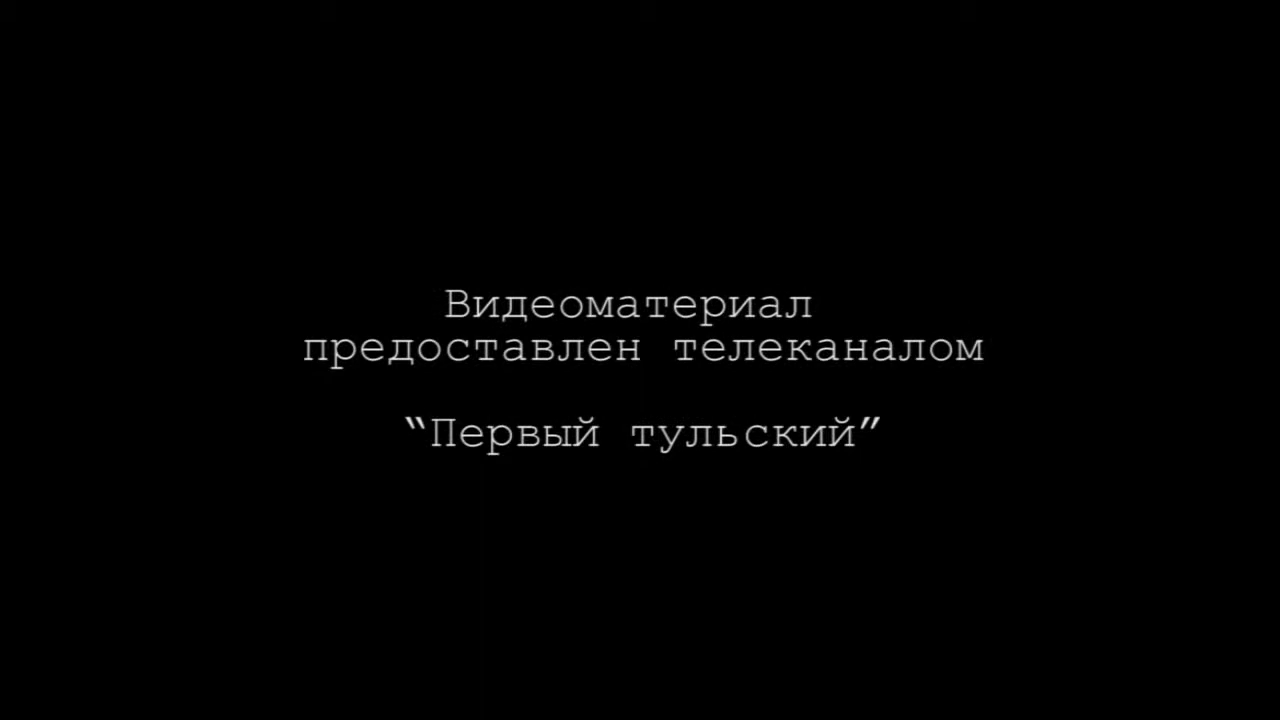 Видеоматериал
предоставлен телеканалом
“Первый тульский”